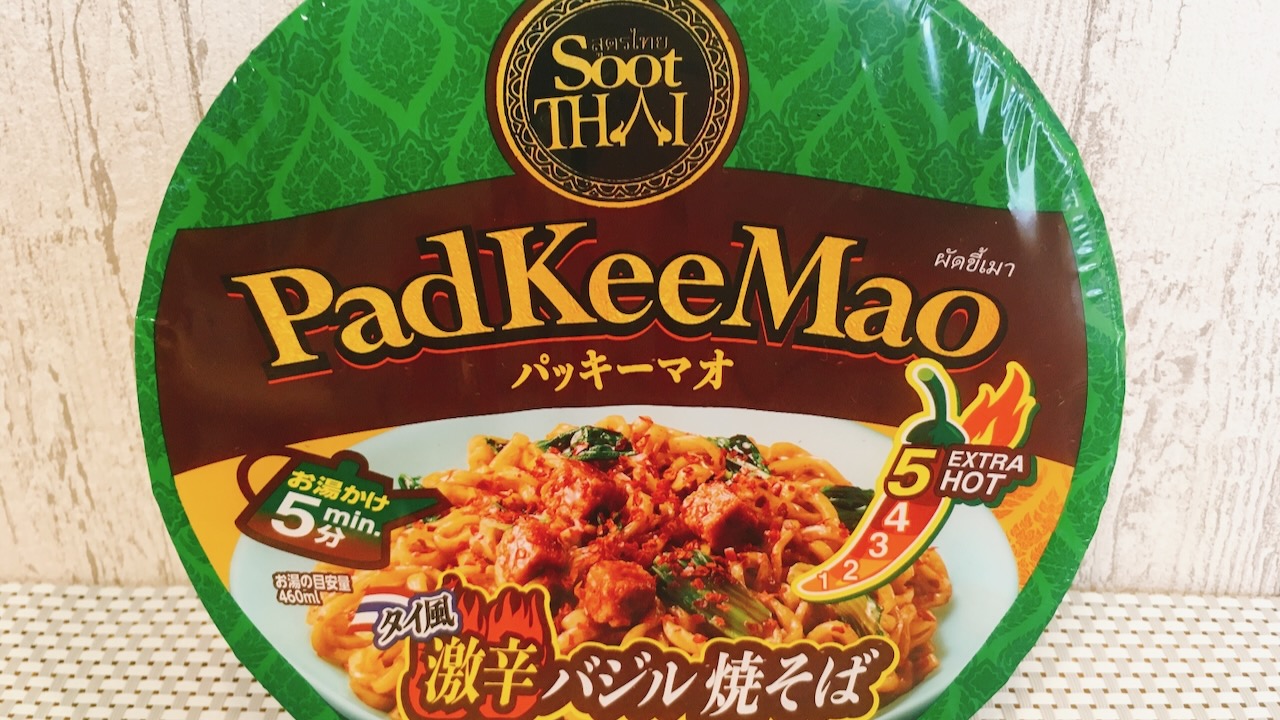 สูตรไทย
Soot
THAI
PadKeeMao
ผัดขี้เมา
パッキーマオ
5 EXTRA
HOT
4
3
1 2
お湯かけ
5 min.
分
お湯の目安量
460ml
タイ風
激辛バジル焼そば